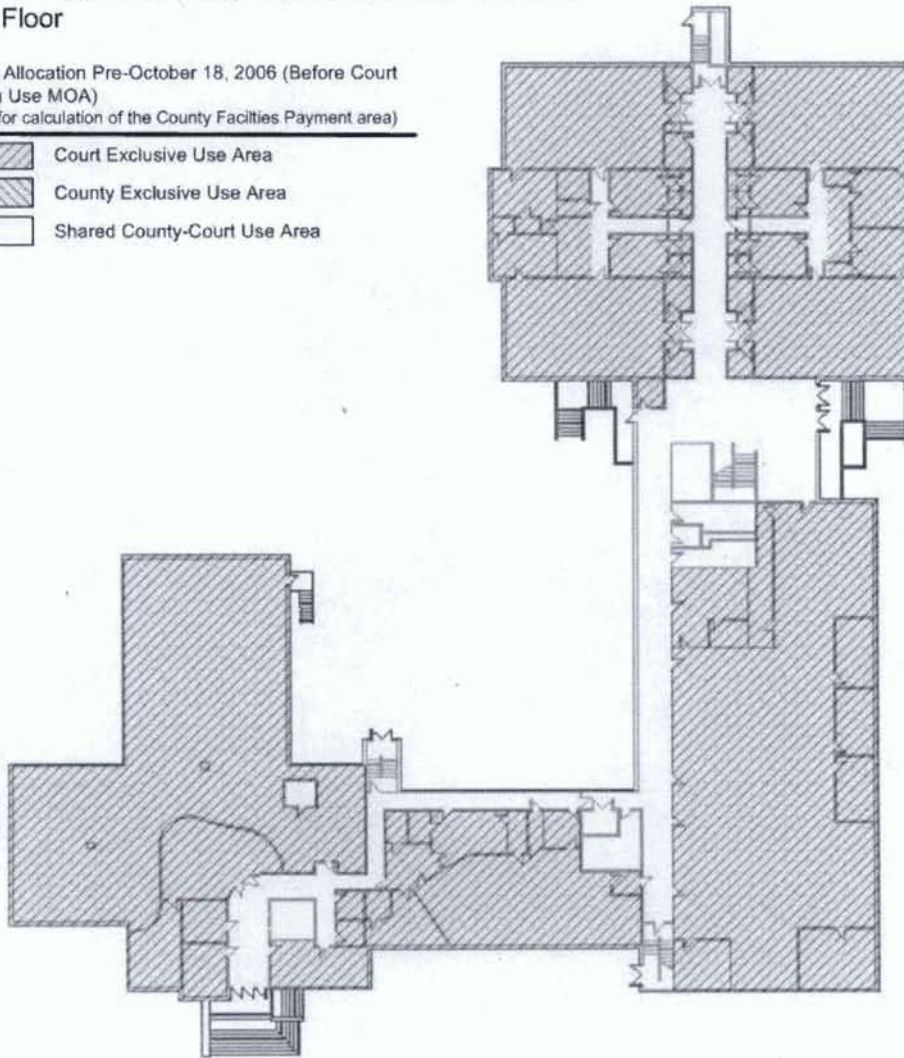 Floor
Allocation Pre-October 18, 2006 (Before Court
Use MOA)
for calculation of the County Facilties Payment area)
Court Exclusive Use Area
County Exclusive Use Area
Shared County-Court Use Area